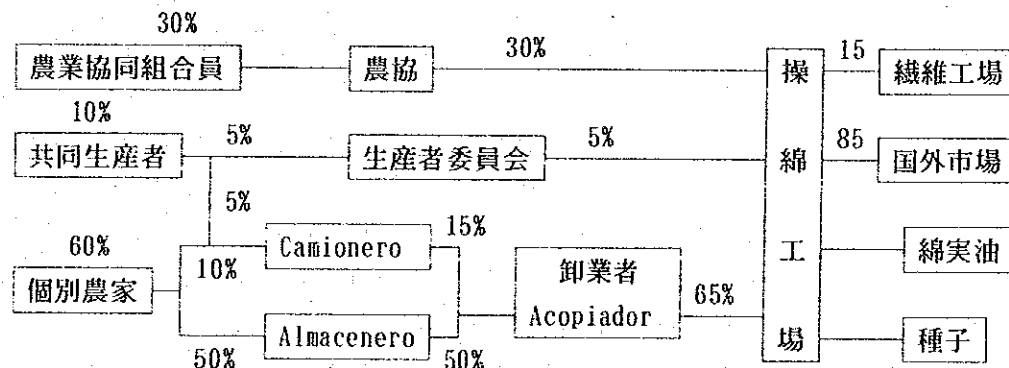 30%
農業協同組合員
農協
30%
操綿工場
15
繊維工場
10%
共同生産者
5%
生産者委員会
5%
85
国外市場
5%
60%
個別農家
10%
Camionero
15%
卸業者
Acopiador
65%
綿実油
50%
Almacenero
50%
種子